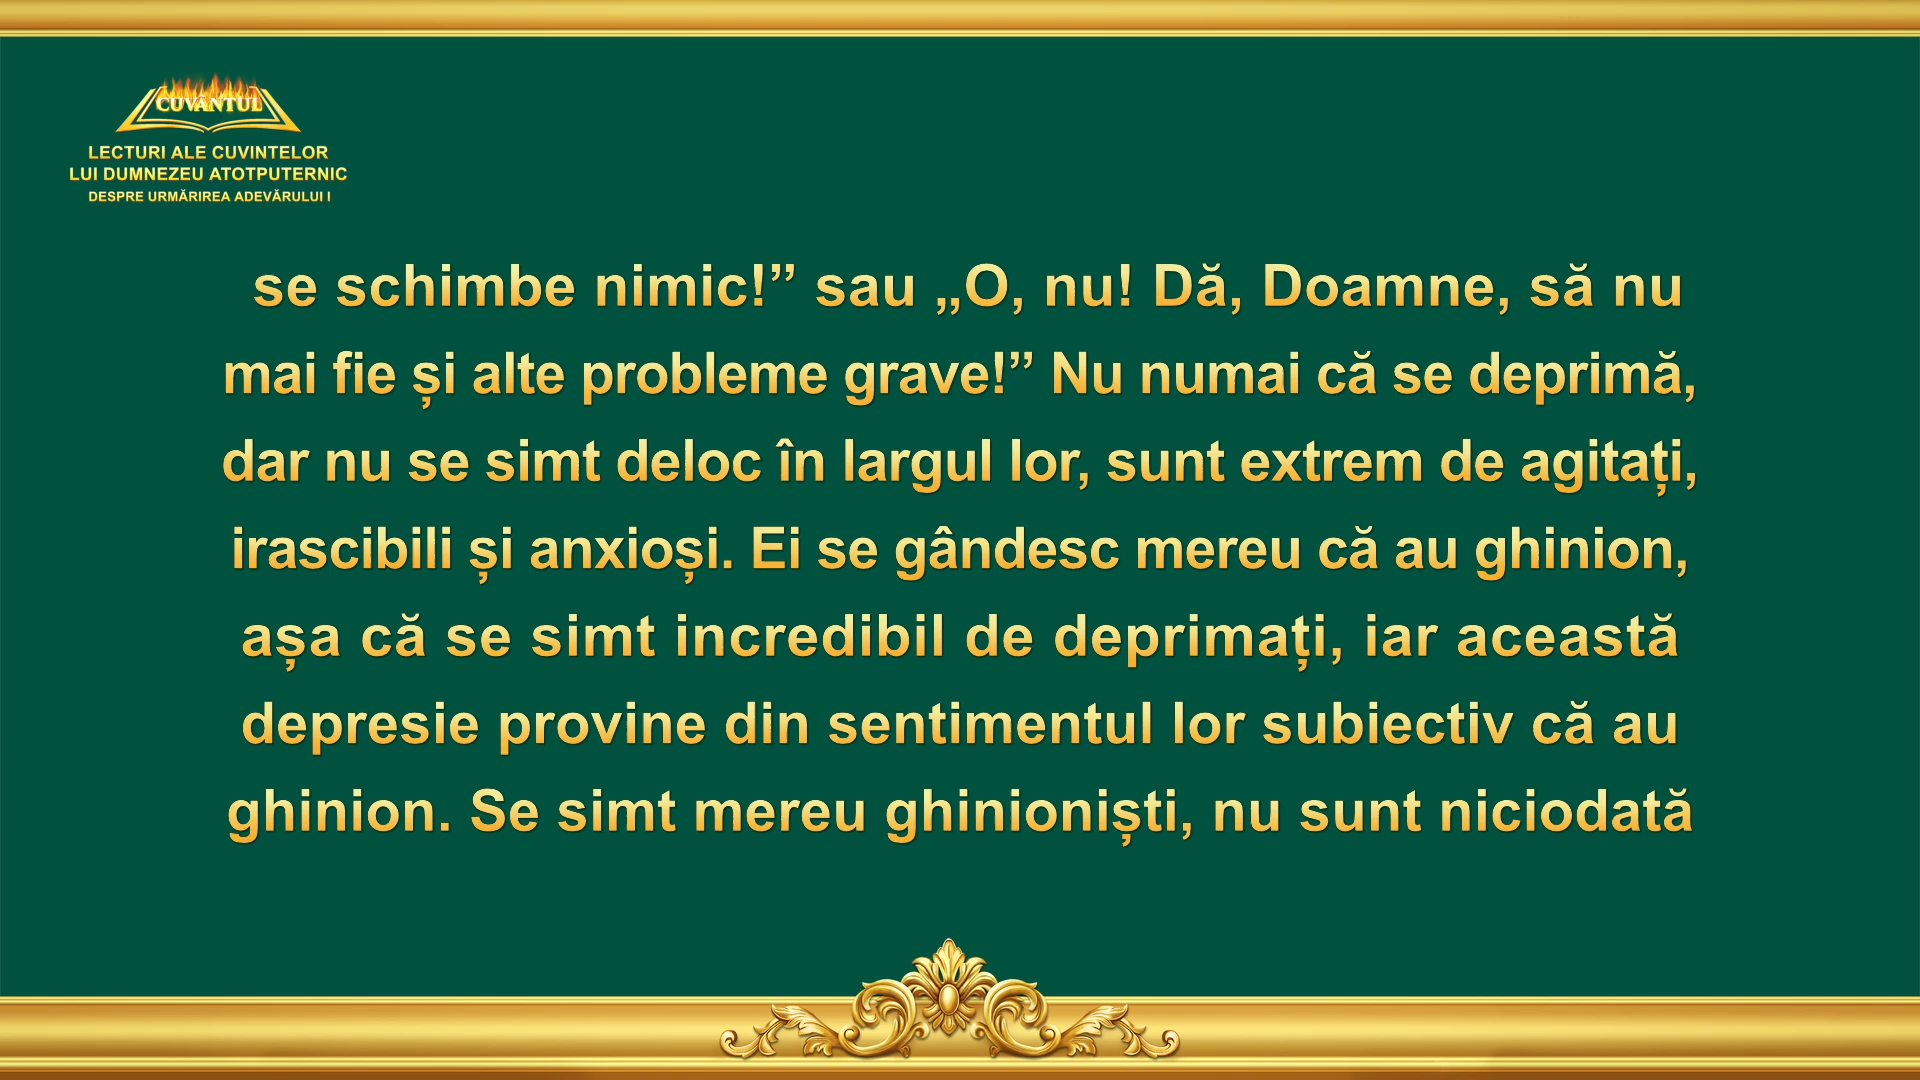 CUVÂNTUL
LECTURI ALE CUVINTELOR
LUI DUMNEZEU ATOTPUTERNIC
DESPRE URMĂRIREA ADEVĂRULUI I
se schimbe nimic!” sau „O, nu! Dă, Doamne, să nu
mai fie și alte probleme grave!” Nu numai că se deprimă,
dar nu se simt deloc în largul lor, sunt extrem de agitați,
irascibili și anxioși. Ei se gândesc mereu că au ghinion,
așa că se simt incredibil de deprimați, iar această
depresie provine din sentimentul lor subiectiv că au
ghinion. Se simt mereu ghinioniști, nu sunt niciodată